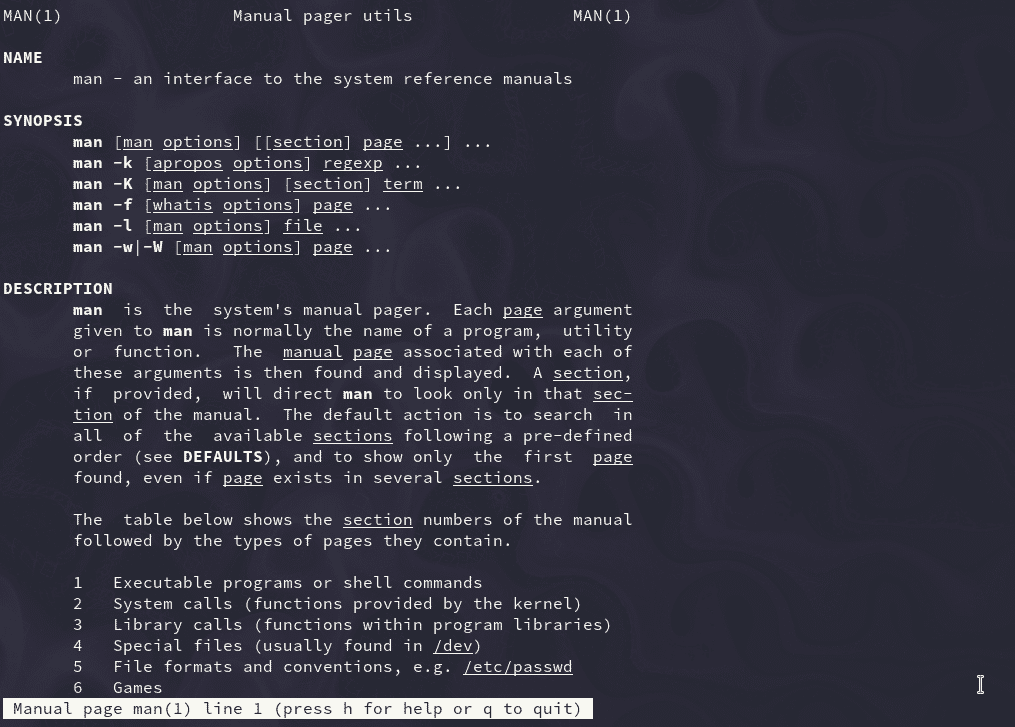 MAN(1)                 Manual pager utils                MAN(1)
NAME
man - an interface to the system reference manuals
SYNOPSIS
man [man options] [[section] page ...] ...
man -k [apropos options] regexp ...
man -K [man options] [section] term ...
man -f [whatis options] page ...
man -l [man options] file ...
man -w|-W [man options] page ...
DESCRIPTION
man  is  the  system's manual pager.  Each page argument
given to man is normally the name of a program,  utility
or  function.   The  manual page associated with each of
these arguments is then found and displayed.  A section,
if  provided,  will direct man to look only in that sec-
tion of the manual.  The default action is to search  in
all  of  the  available sections following a pre-defined
order (see DEFAULTS), and to show only  the  first  page
found, even if page exists in several sections.
The  table below shows the section numbers of the manual
followed by the types of pages they contain.
1   Executable programs or shell commands
2   System calls (functions provided by the kernel)
3   Library calls (functions within program libraries)
4   Special files (usually found in /dev)
5   File formats and conventions, e.g. /etc/passwd
6   Games
Manual page man(1) line 1 (press h for help or q to quit)